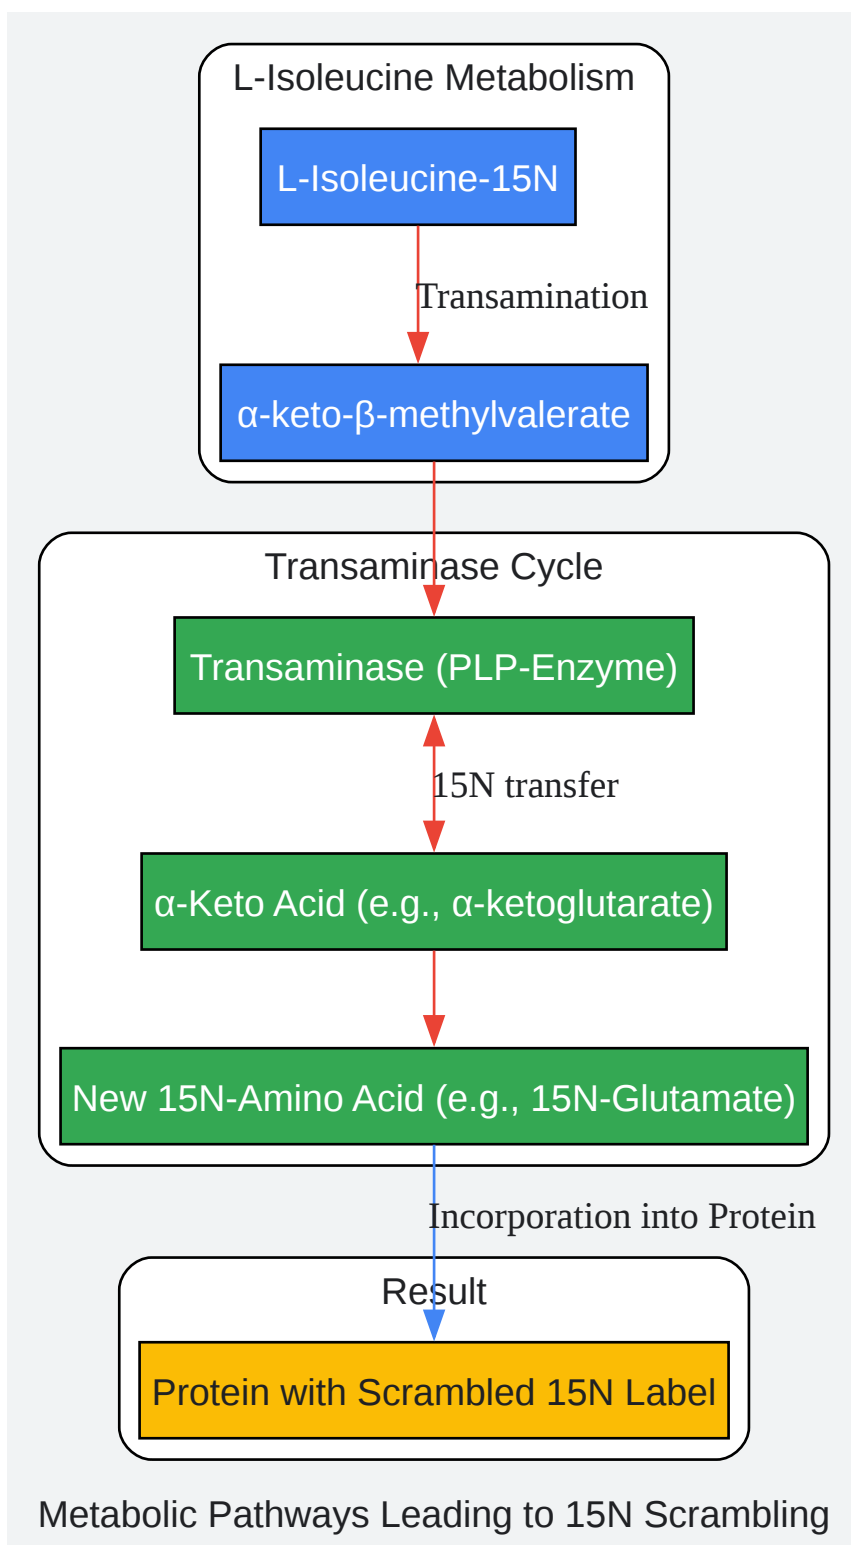 L-Isoleucine Metabolism
L-Isoleucine-15N
Transamination
α-keto-β-methylvalerate
Transaminase Cycle
Transaminase (PLP-Enzyme)
15N transfer
α-Keto Acid (e.g., α-ketoglutarate)
New 15N-Amino Acid (e.g., 15N-Glutamate)
Incorporation into Protein
Result
Protein with Scrambled 15N Label
Metabolic Pathways Leading to 15N Scrambling